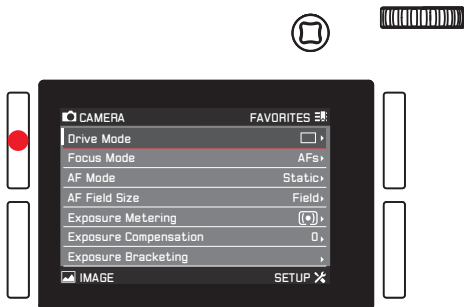 CAMERA FAVORITES
Drive Mode
Focus Mode AFs
AF Mode Static
AF Field Size Field
Exposure Metering
Exposure Compensation 0
Exposure Bracketing
IMAGE SETUP